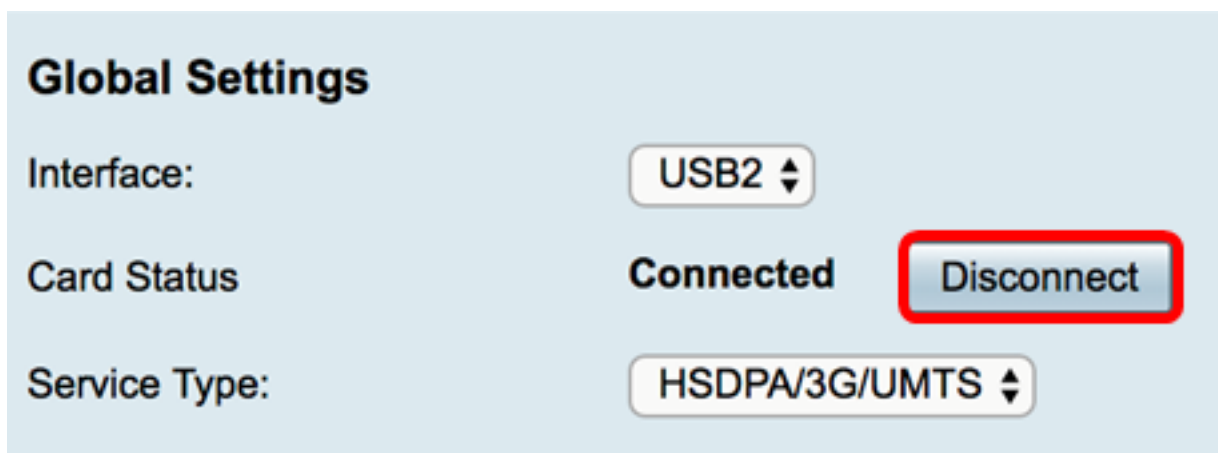 Global Settings
Interface: USB2
Card Status Connected Disconnect
Service Type: HSDPA/3G/UMTS